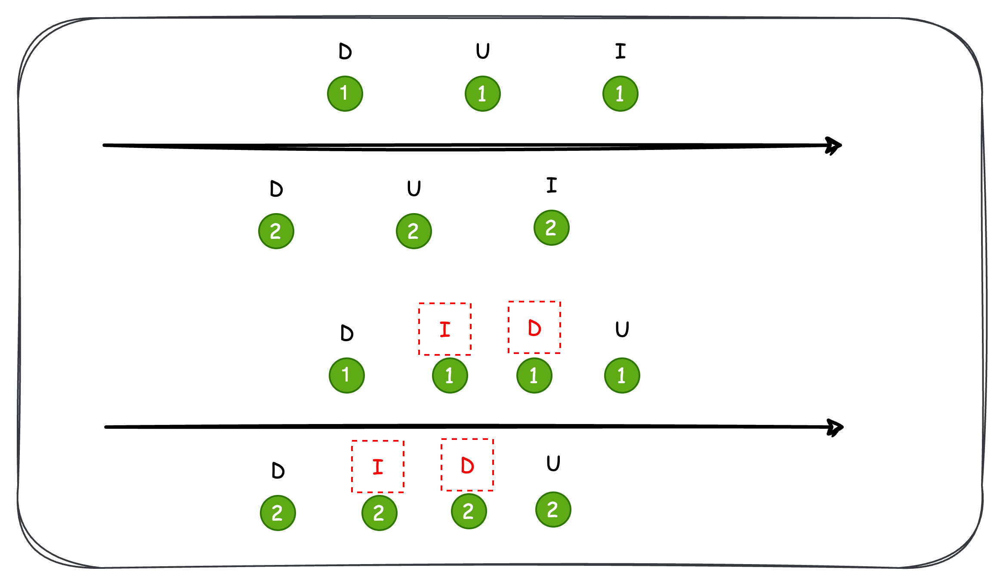 D U I
1 1 1
D U I
2 2 2
D I D U
1 1 1 1
D I D U
2 2 2 2